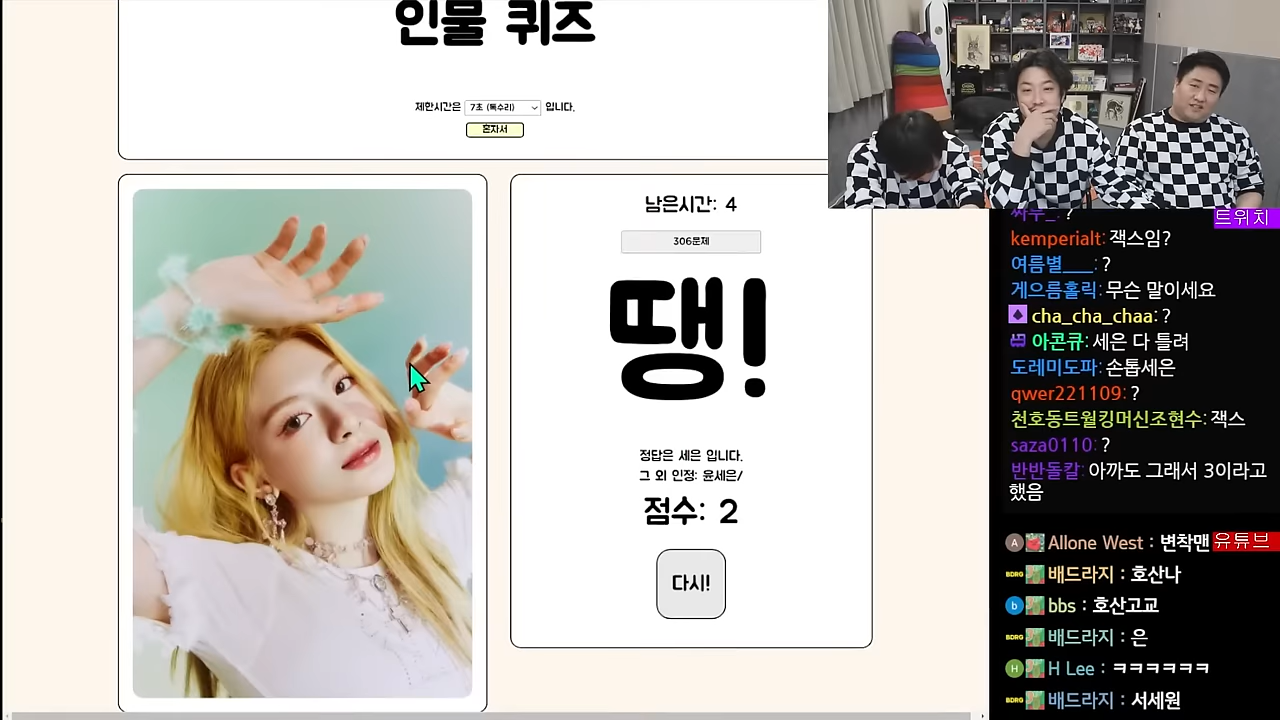 인물 퀴즈
제한시간은 7초 (독수리) 입니다.
혼자서
남은시간: 4
306문제
땡!
정답은 세은 입니다.
그 외 인정: 윤세은/
점수: 2
다시!
트위치
kemperialt: 잭스임?
여름별___: ?
게으름홀릭: 무슨 말이세요
cha_cha_chaa: ?
아콘큐: 세은 다 틀려
도레미도파: 손톱세은
qwer221109: ?
천호동트월킹머신조현수: 잭스
saza0110: ?
반반돌칼: 아까도 그래서 3이라고
했음
Allone West : 변착맨
유튜브
배드라지 : 호산나
bbs : 호산고교
배드라지 : 은
H Lee : ㅋㅋㅋㅋㅋㅋ
배드라지 : 서세원